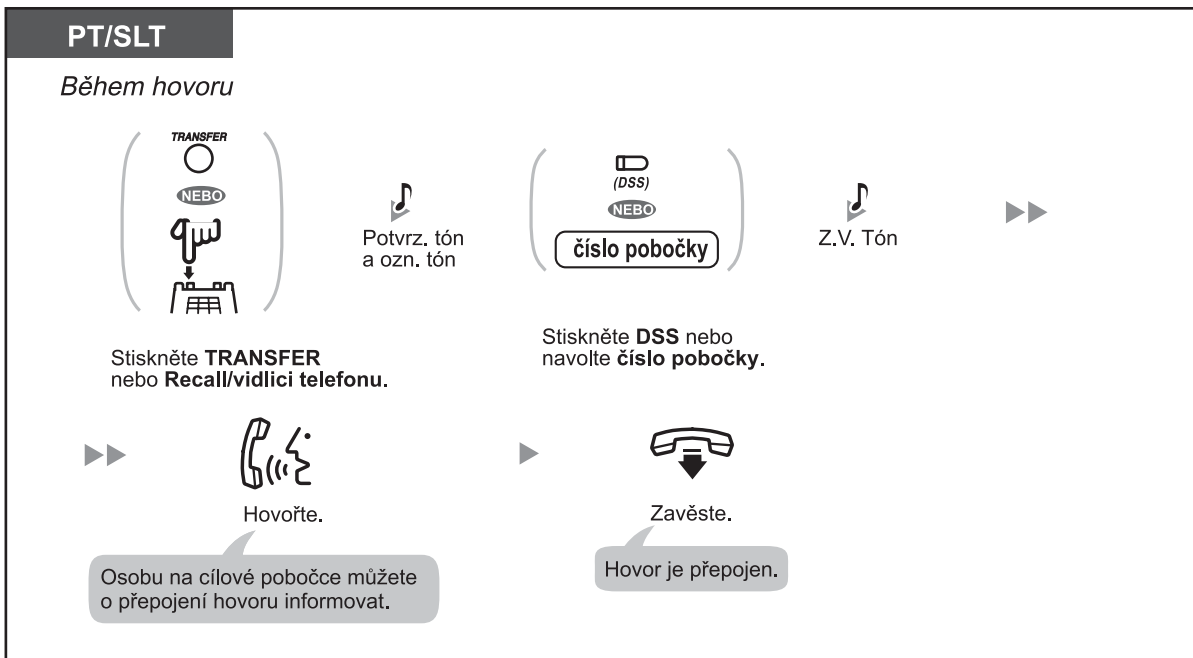 PT/SLT
Během hovoru
TRANSFER
NEBO
Potvrz. tón
a ozn. tón
(DSS)
NEBO
číslo pobočky
Z.V. Tón
Stiskněte TRANSFER
nebo Recall/vidlici telefonu.
Stiskněte DSS nebo
navolte číslo pobočky.
Hovořte.
Zavěste.
Osobu na cílové pobočce můžete
o přepojení hovoru informovat.
Hovor je přepojen.